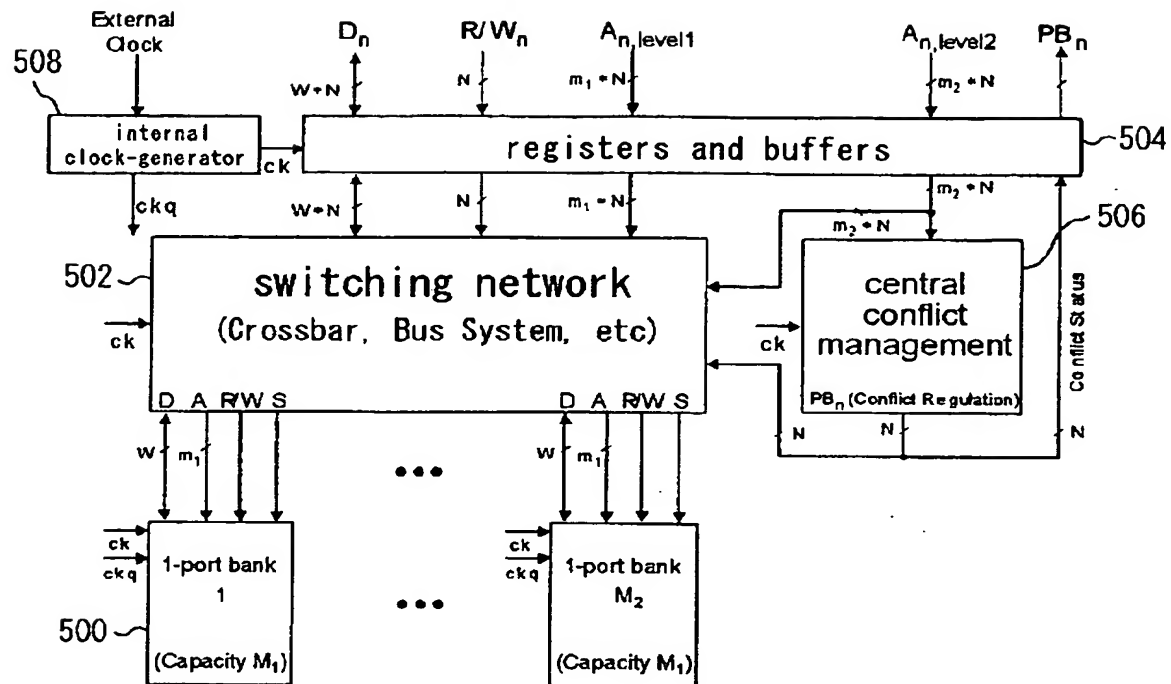 External
Clock
D_n
R/W_n
A_n,level1
A_n,level2
PB_n
508
W*N
N
m_1*N
m_2*N
internal
clock-generator
ck
registers and buffers
504
ckq
W*N
N
m_1*N
m_2*N
m_2*N
506
502
switching network
(Crossbar, Bus System, etc)
ck
central
conflict
management
ck
PB_n (Conflict Regulation)
Conflict Status
D A R/W S
D A R/W S
N
N
N
W
m_1
W
m_1
•••
ck
ckq
1-port bank
1
(Capacity M_1)
500
•••
ck
ckq
1-port bank
M_2
(Capacity M_1)